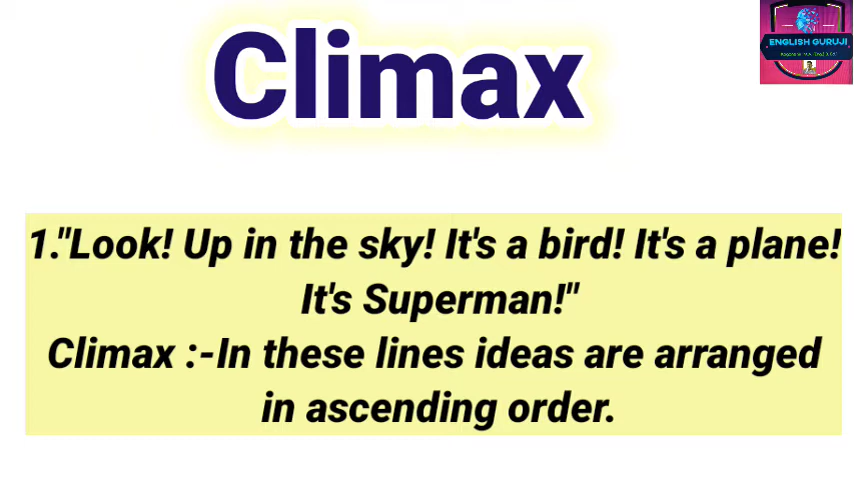 Climax
ENGLISH GURUJI
1."Look! Up in the sky! It's a bird! It's a plane!
It's Superman!"
Climax :-In these lines ideas are arranged
in ascending order.